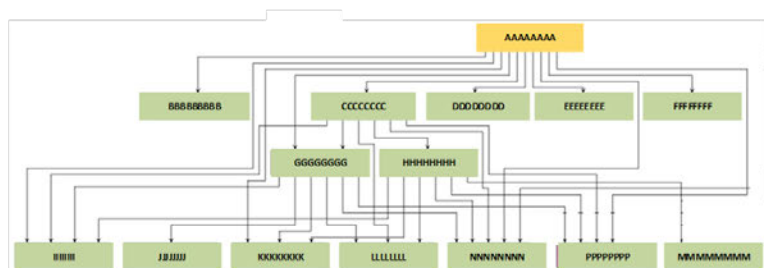 AAAAAAAA
BBBBBBBBB
CCCCCCCC
DDDDDDDD
EEEEEEEE
FFFFFFFF
GGGGGGGG
HHHHHHHH
IIIIIIII
JJJJJJJJ
KKKKKKKK
LLLLLLLL
NNNNNNNN
PPPPPPPP
MMMMMMMM